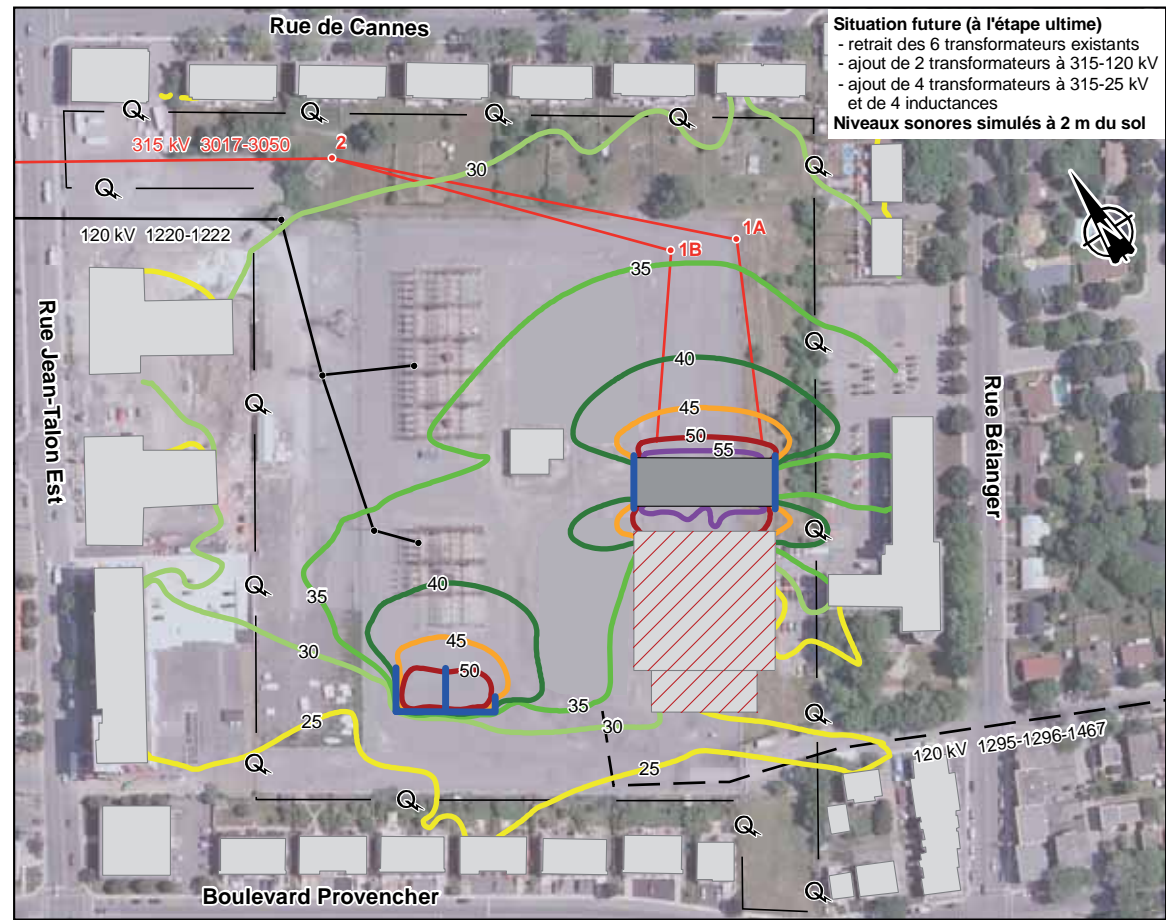 Rue de Cannes
Situation future (à l'étape ultime)
- retrait des 6 transformateurs existants
- ajout de 2 transformateurs à 315-120 kV
- ajout de 4 transformateurs à 315-25 kV
et de 4 inductances
Niveaux sonores simulés à 2 m du sol
315 kV 3017-3050
2
30
1A
1B
120 kV 1220-1222
35
40
45
50
55
Rue Jean-Talon Est
Rue Bélanger
35
40
45
50
30
35
30
25
25
120 kV 1295-1296-1467
Boulevard Provencher